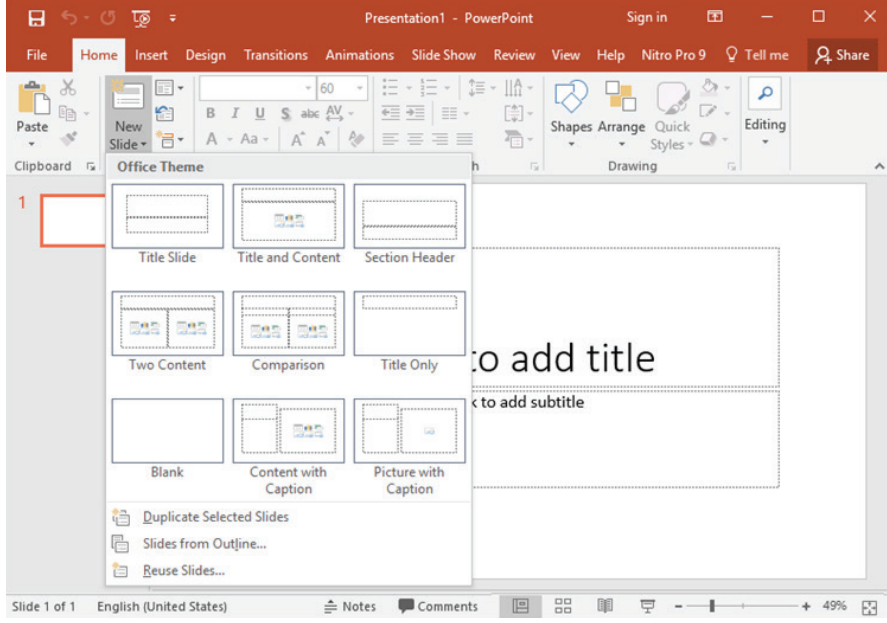 Presentation1 - PowerPoint Sign in
File Home Insert Design Transitions Animations Slide Show Review View Help Nitro Pro 9 Tell me Share
60
B I U S abc AV
A Aa A A
Paste New Slide Shapes Arrange Quick Styles Editing
Clipboard h Drawing
Office Theme
1
Title Slide Title and Content Section Header
Two Content Comparison Title Only
to add title
k to add subtitle
Blank Content with Caption Picture with Caption
Duplicate Selected Slides
Slides from Outline...
Reuse Slides...
Slide 1 of 1 English (United States) Notes Comments 49%